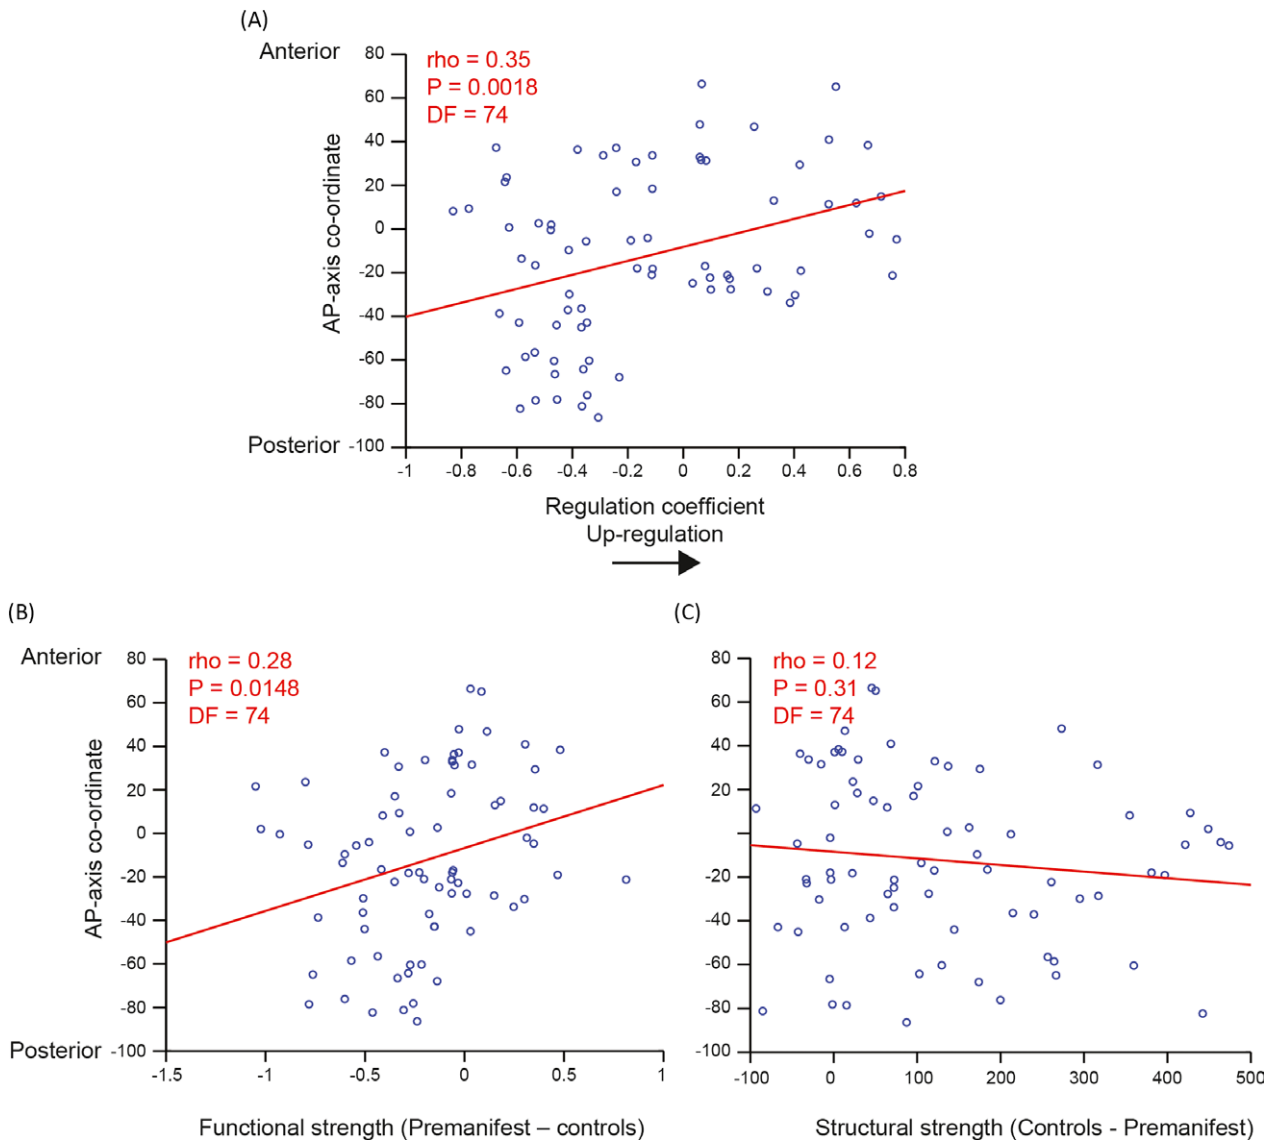 (A)
Anterior
80
rho = 0.35
P = 0.0018
DF = 74
60
40
20
0
-20
-40
-60
-80
-100
AP-axis co-ordinate
Posterior
-1
-0.8
-0.6
-0.4
-0.2
0
0.2
0.4
0.6
0.8
Regulation coefficient
Up-regulation
(B)
Anterior
80
rho = 0.28
P = 0.0148
DF = 74
60
40
20
0
-20
-40
-60
-80
-100
AP-axis co-ordinate
Posterior
-1.5
-1
-0.5
0
0.5
1
Functional strength (Premanifest – controls)
(C)
80
rho = 0.12
P = 0.31
DF = 74
60
40
20
0
-20
-40
-60
-80
-100
-100
0
100
200
300
400
500
Structural strength (Controls - Premanifest)